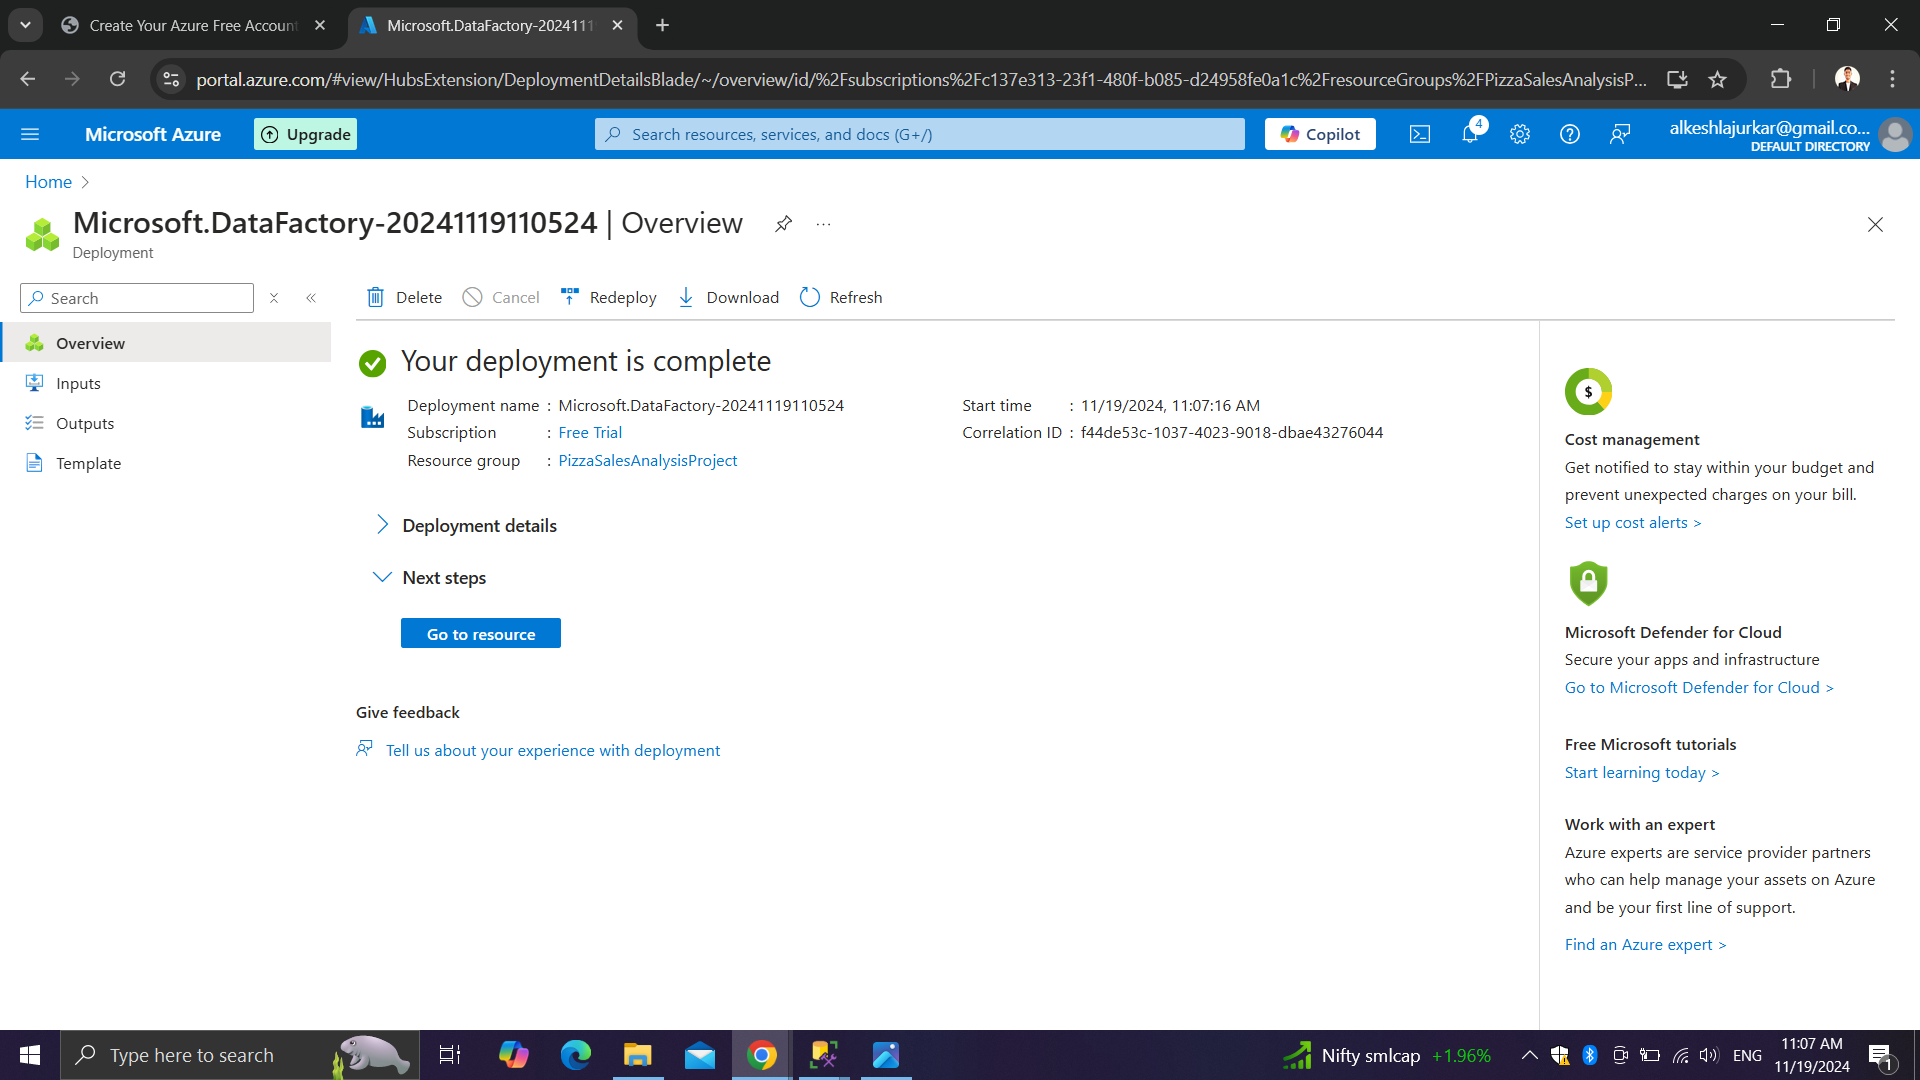 Create Your Azure Free Account
Microsoft.DataFactory-20241119
portal.azure.com/#view/HubsExtension/DeploymentDetailsBlade/~/overview/id/%2Fsubscriptions%2Fc137e313-23f1-480f-b085-d24958fe0a1c%2FresourceGroups%2FPizzaSalesAnalysisP...
Microsoft Azure
Upgrade
Search resources, services, and docs (G+/)
Copilot
4
alkeshlajurkar@gmail.co...
DEFAULT DIRECTORY
Home
Microsoft.DataFactory-20241119110524 | Overview
Deployment
Search
Delete
Cancel
Redeploy
Download
Refresh
Overview
Inputs
Outputs
Template
Your deployment is complete
Deployment name : Microsoft.DataFactory-20241119110524
Subscription : Free Trial
Resource group : PizzaSalesAnalysisProject
Start time : 11/19/2024, 11:07:16 AM
Correlation ID : f44de53c-1037-4023-9018-dbae43276044
Deployment details
Next steps
Go to resource
Give feedback
Tell us about your experience with deployment
$
Cost management
Get notified to stay within your budget and
prevent unexpected charges on your bill.
Set up cost alerts >
Microsoft Defender for Cloud
Secure your apps and infrastructure
Go to Microsoft Defender for Cloud >
Free Microsoft tutorials
Start learning today >
Work with an expert
Azure experts are service provider partners
who can help manage your assets on Azure
and be your first line of support.
Find an Azure expert >
Type here to search
Nifty smlcap +1.96%
ENG
11:07 AM
11/19/2024
1